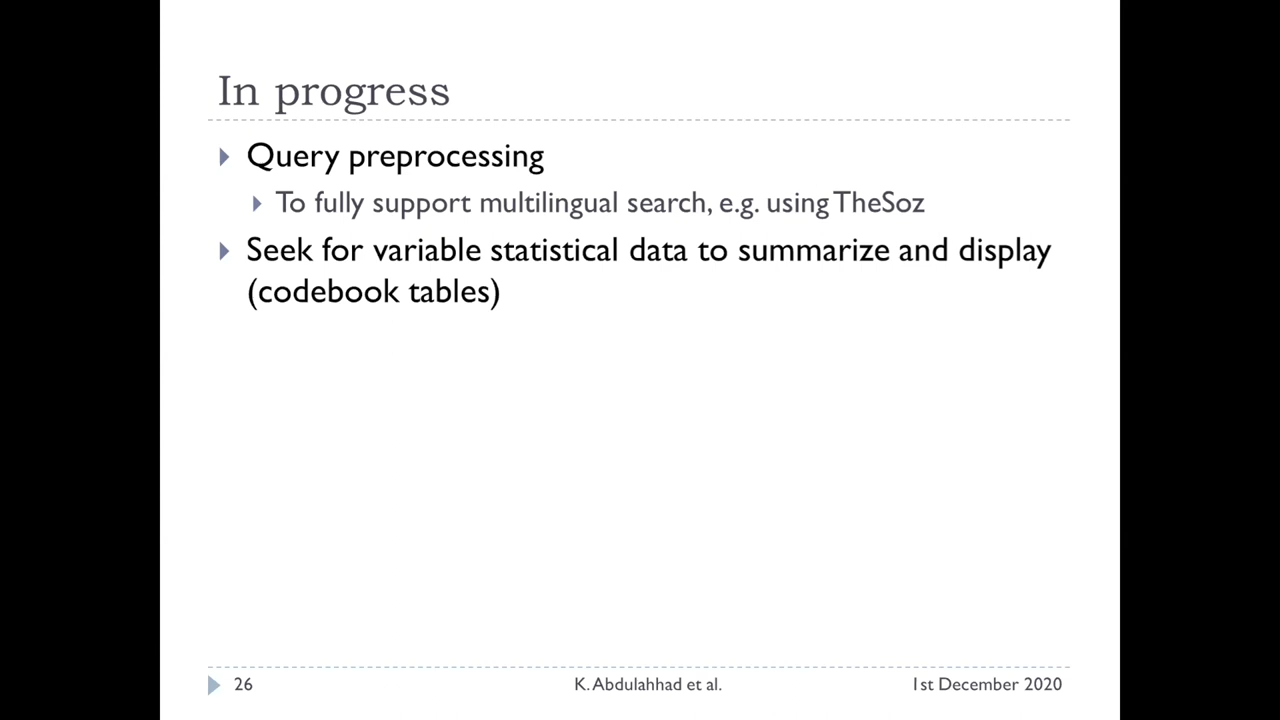 In progress
Query preprocessing
To fully support multilingual search, e.g. using TheSoz
Seek for variable statistical data to summarize and display
(codebook tables)
26 K. Abdulahhad et al. 1st December 2020